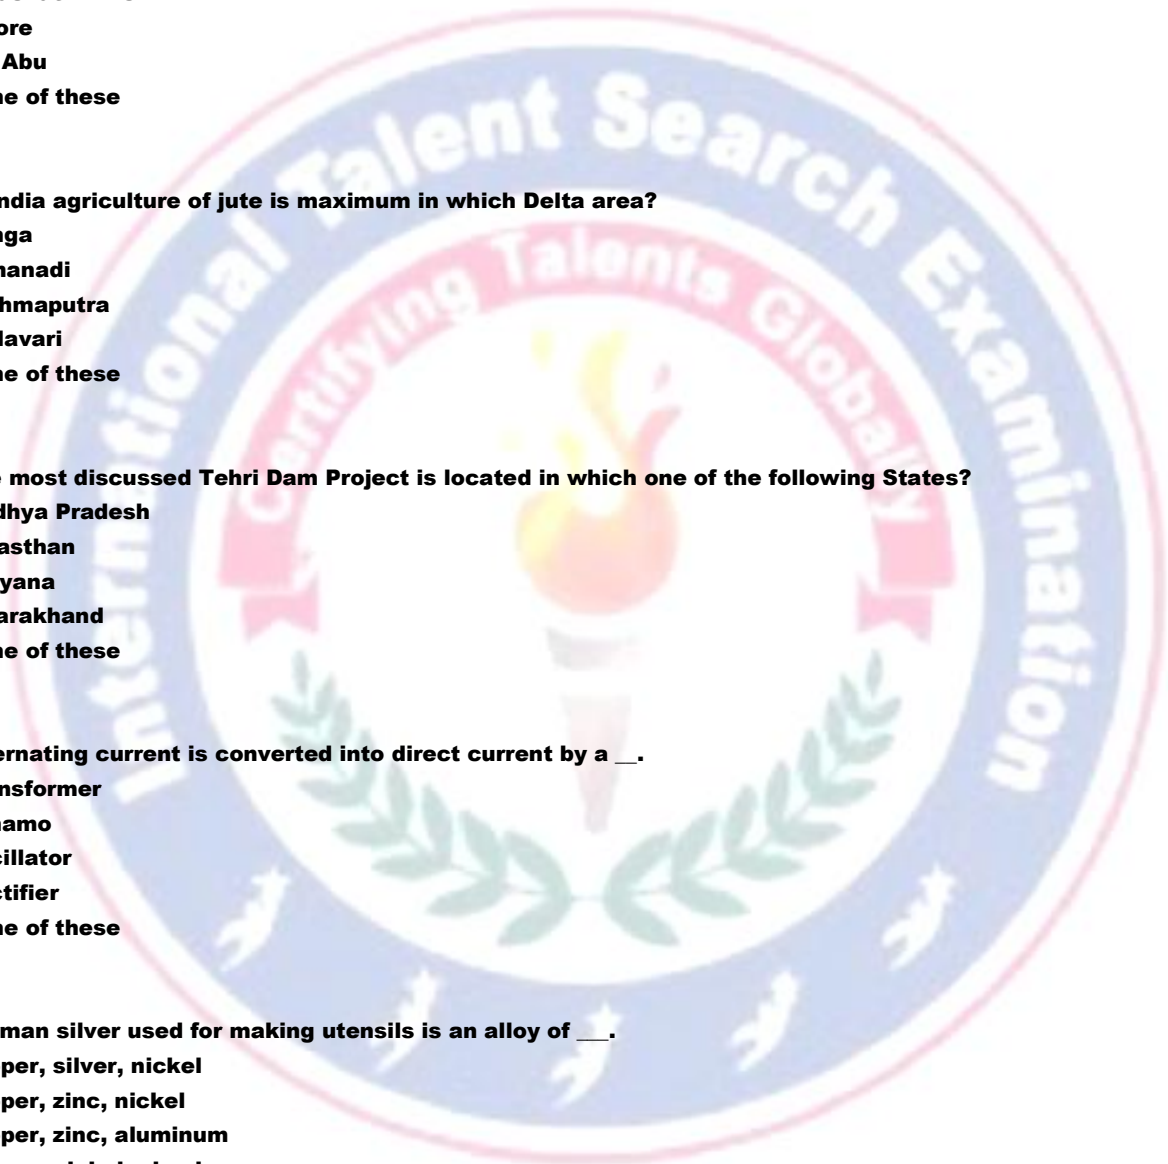 ore
Abu
ne of these
ndia agriculture of jute is maximum in which Delta area?
nga
hanadi
hmaputra
lavari
ne of these
e most discussed Tehri Dam Project is located in which one of the following States?
dhya Pradesh
asthan
yana
arakhand
ne of these
ernating current is converted into direct current by a __.
nsformer
namo
cillator
ctifier
ne of these
man silver used for making utensils is an alloy of ___.
per, silver, nickel
per, zinc, nickel
per, zinc, aluminum
International Talent Search Examination
Certifying Talents Globally